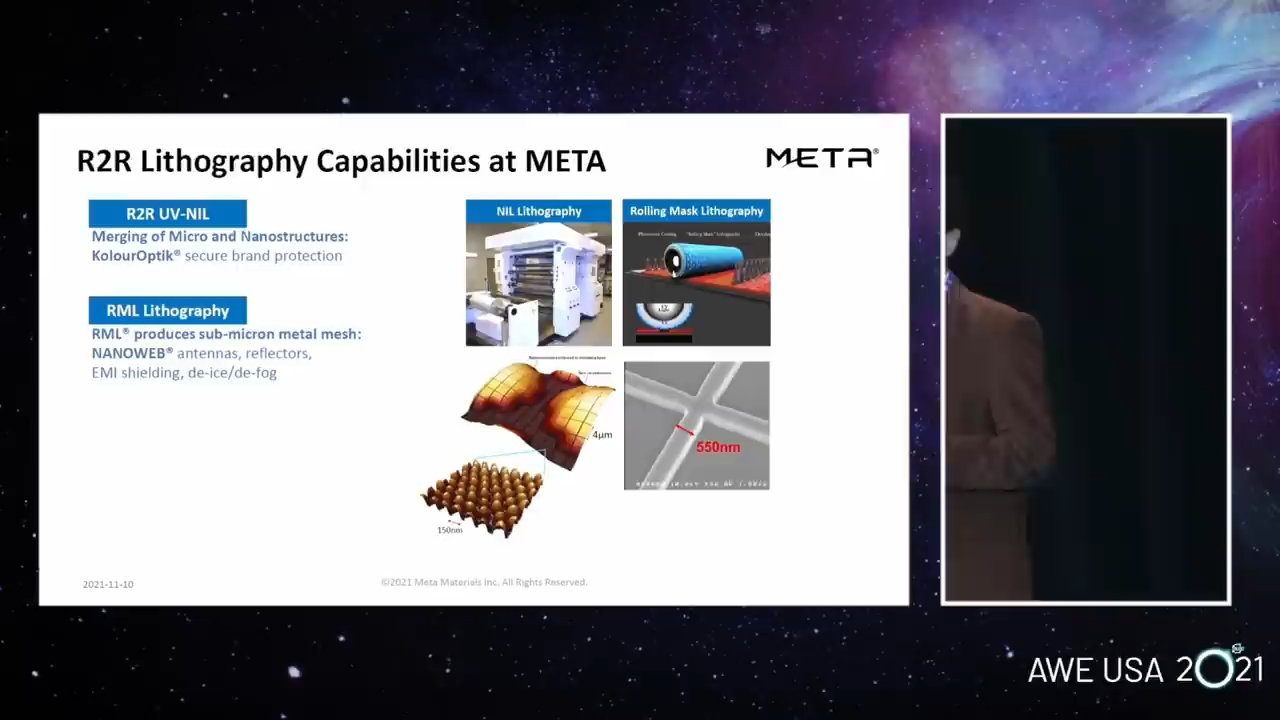 R2R Lithography Capabilities at META
META®
R2R UV-NIL
Merging of Micro and Nanostructures:
KolourOptik® secure brand protection
RML Lithography
RML® produces sub-micron metal mesh:
NANOWEB® antennas, reflectors,
EMI shielding, de-ice/de-fog
NIL Lithography
Rolling Mask Lithography
4µm
150nm
550nm
2021-11-10
©2021 Meta Materials Inc. All Rights Reserved.
AWE USA 2021